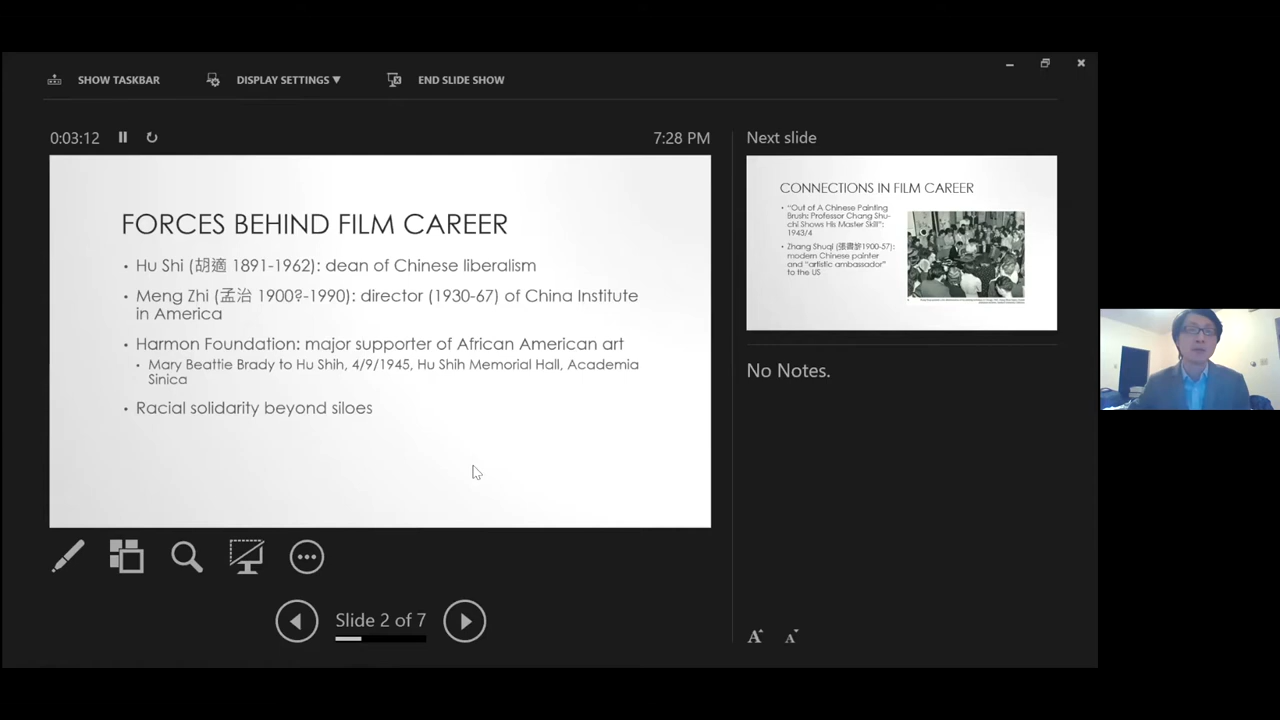 SHOW TASKBAR
DISPLAY SETTINGS ▼
END SLIDE SHOW
0:03:12
7:28 PM
FORCES BEHIND FILM CAREER
• Hu Shi (胡適 1891-1962): dean of Chinese liberalism
• Meng Zhi (孟治 1900?-1990): director (1930-67) of China Institute
in America
• Harmon Foundation: major supporter of African American art
• Mary Beattie Brady to Hu Shih, 4/9/1945, Hu Shih Memorial Hall, Academia
Sinica
• Racial solidarity beyond siloes
Slide 2 of 7
Next slide
CONNECTIONS IN FILM CAREER
• "Out of A Chinese Painting
Brush: Professor Chang Shu-
chi Shows His Master Skill":
1943/4
• Zhang Shuqi (張書旂1900-57):
modern Chinese painter
and "artistic ambassador"
to the US
No Notes.
A
A